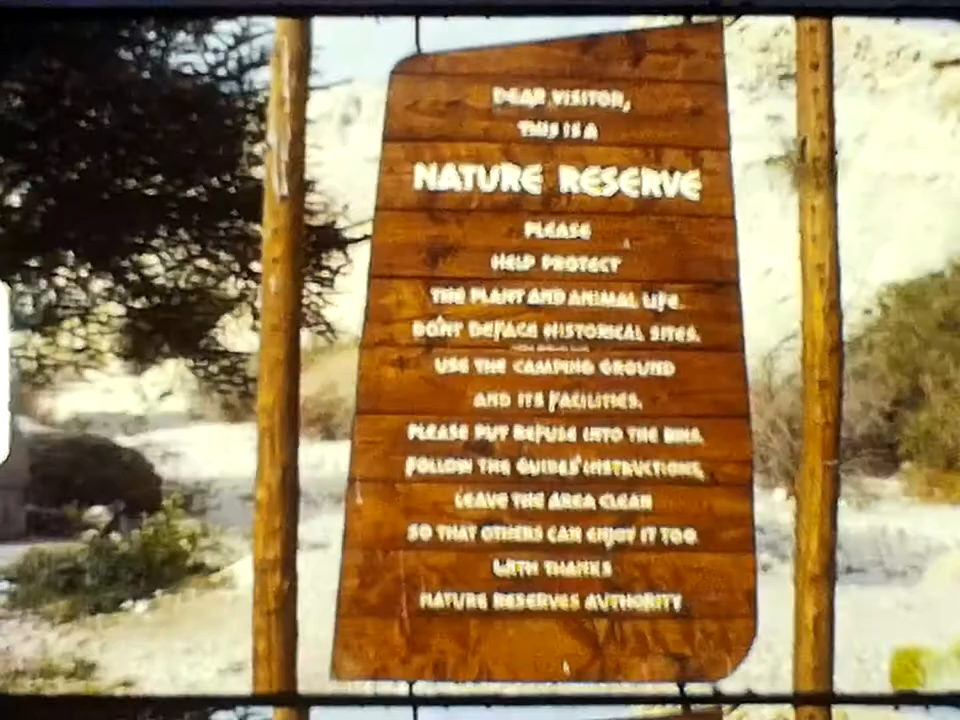 DEAR VISITOR,
THIS IS A
NATURE RESERVE
PLEASE
HELP PROTECT
THE PLANT AND ANIMAL LIFE.
DON'T DEFACE HISTORICAL SITES.
USE THE CAMPING GROUND
AND ITS FACILITIES.
PLEASE PUT REFUSE INTO THE BINS.
FOLLOW THE GUIDES' INSTRUCTIONS,
LEAVE THE AREA CLEAN
SO THAT OTHERS CAN ENJOY IT TOO.
WITH THANKS
NATURE RESERVES AUTHORITY